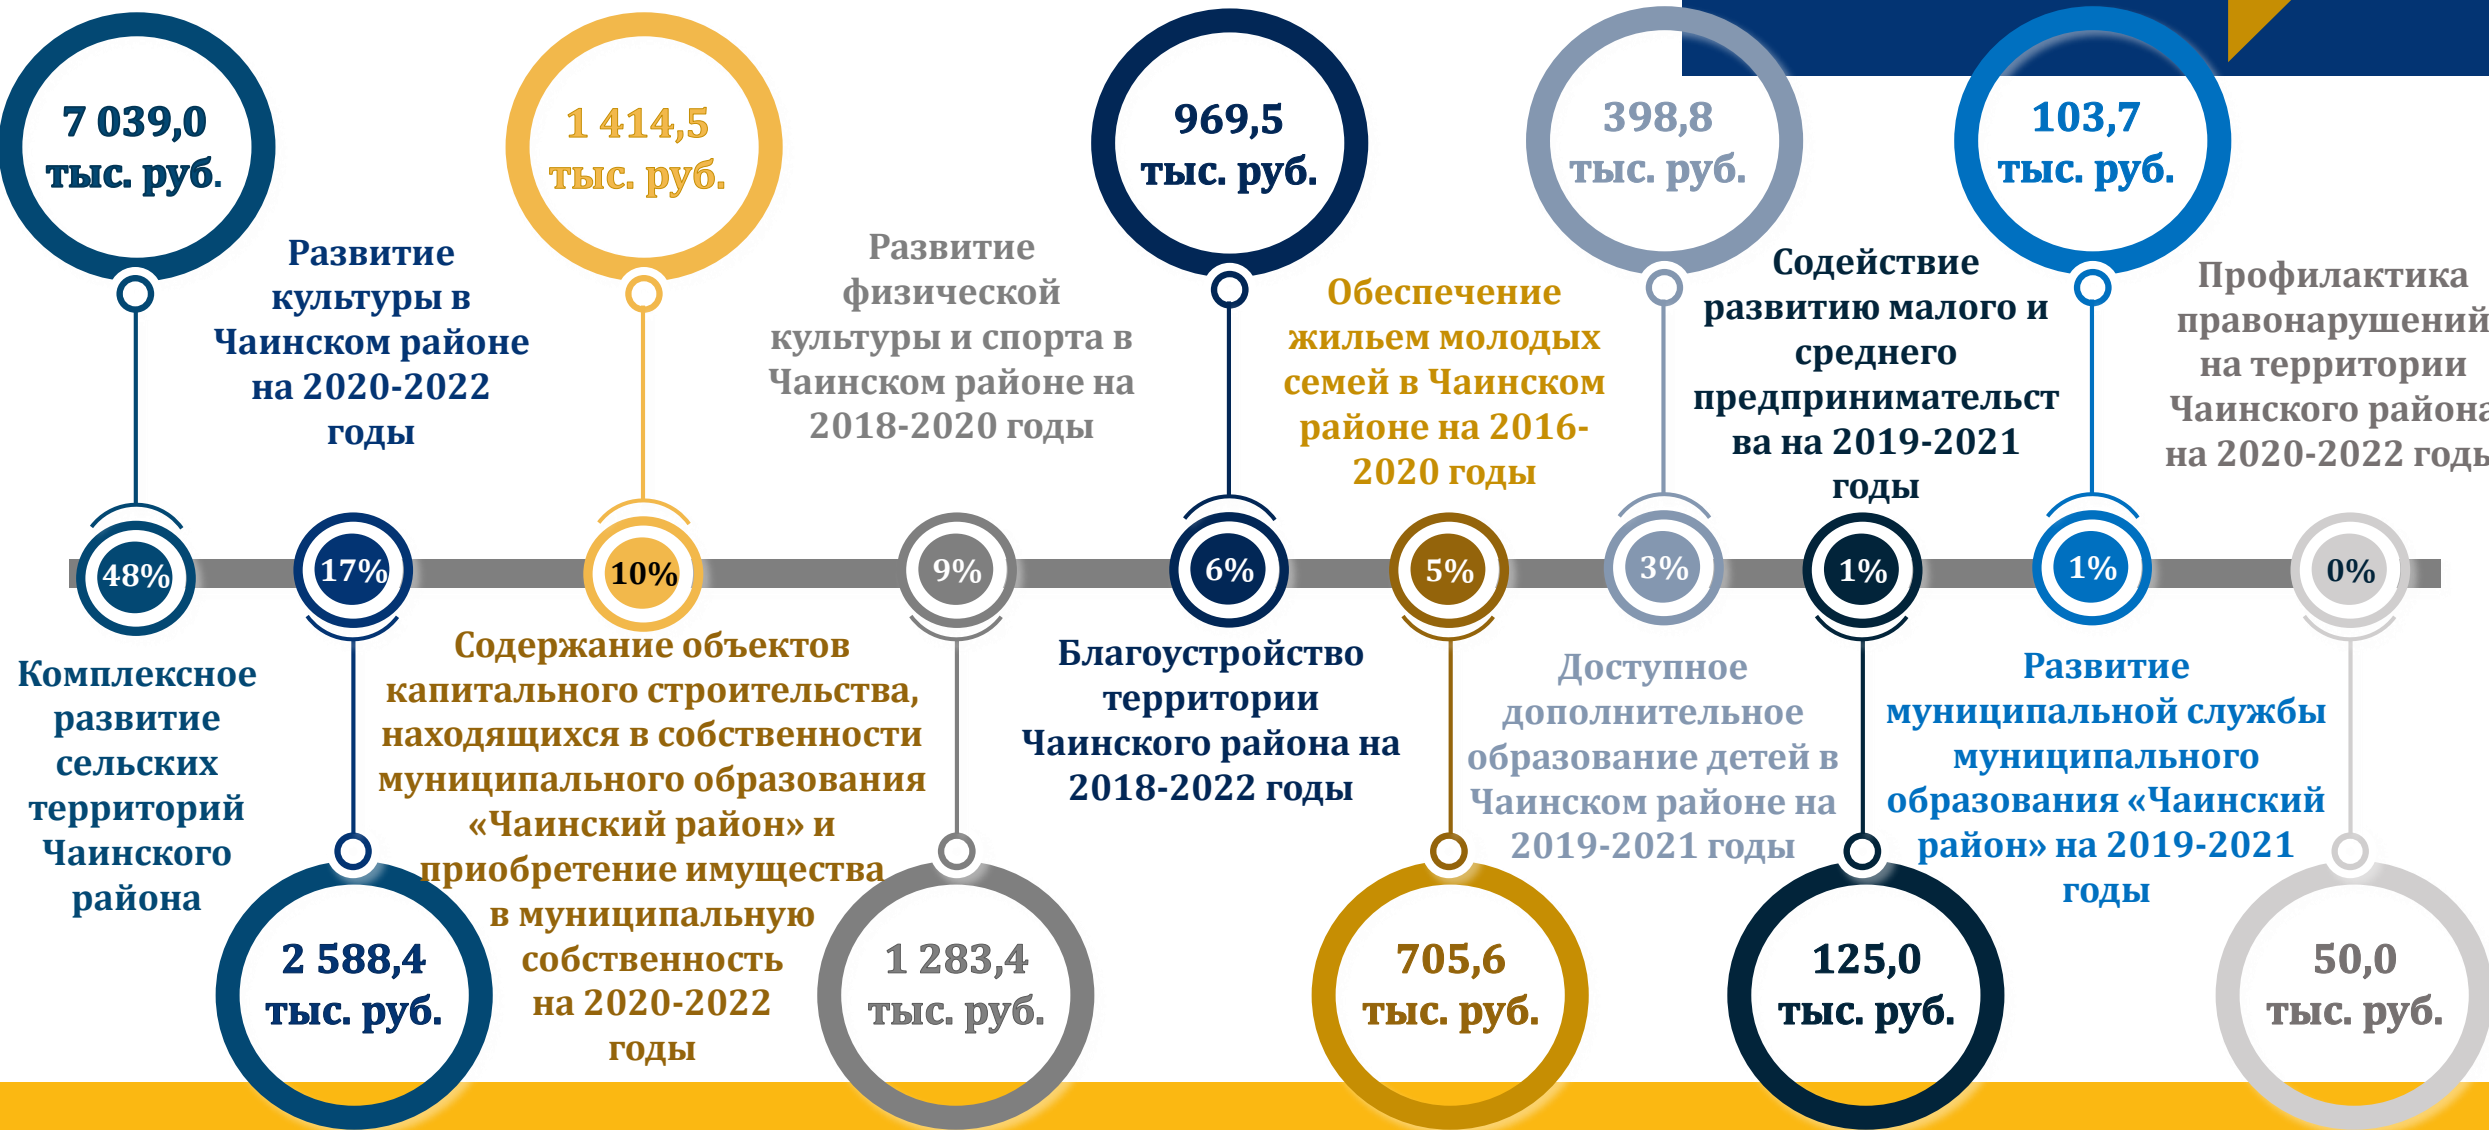 7 039,0
тыс. руб.
1 414,5
тыс. руб.
969,5
тыс. руб.
398,8
тыс. руб.
103,7
тыс. руб.
Развитие
культуры в
Чаинском районе
на 2020-2022
годы
Развитие
физической
культуры и спорта в
Чаинском районе на
2018-2020 годы
Обеспечение
жильем молодых
семей в Чаинском
районе на 2016-
2020 годы
Содействие
развитию малого и
среднего
предпринимательст
ва на 2019-2021
годы
Профилактика
правонарушений
на территории
Чаинского района
на 2020-2022 годы
48%
17%
10%
9%
6%
5%
3%
1%
1%
0%
Комплексное
развитие
сельских
территорий
Чаинского
района
Содержание объектов
капитального строительства,
находящихся в собственности
муниципального образования
«Чаинский район» и
приобретение имущества
в муниципальную
собственность
на 2020-2022
годы
Благоустройство
территории
Чаинского района на
2018-2022 годы
Доступное
дополнительное
образование детей в
Чаинском районе на
2019-2021 годы
Развитие
муниципальной службы
муниципального
образования «Чаинский
район» на 2019-2021
годы
2 588,4
тыс. руб.
1 283,4
тыс. руб.
705,6
тыс. руб.
125,0
тыс. руб.
50,0
тыс. руб.